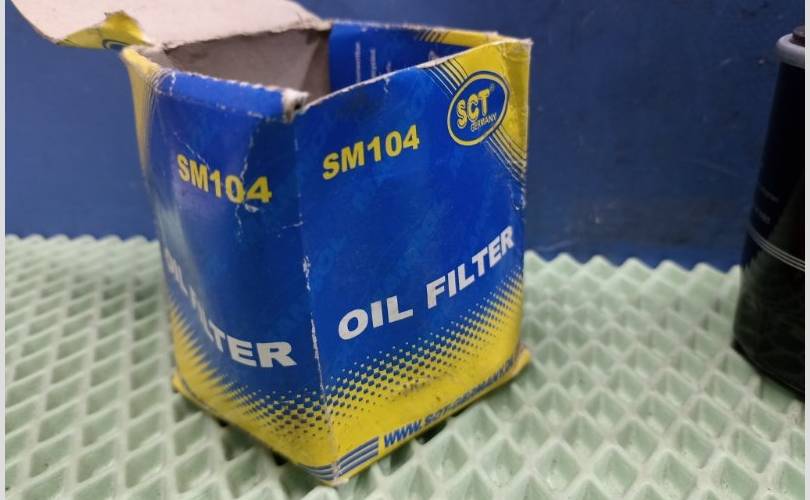 SM104
SM104
SCT
GERMANY
OIL FILTER
OIL FILTER